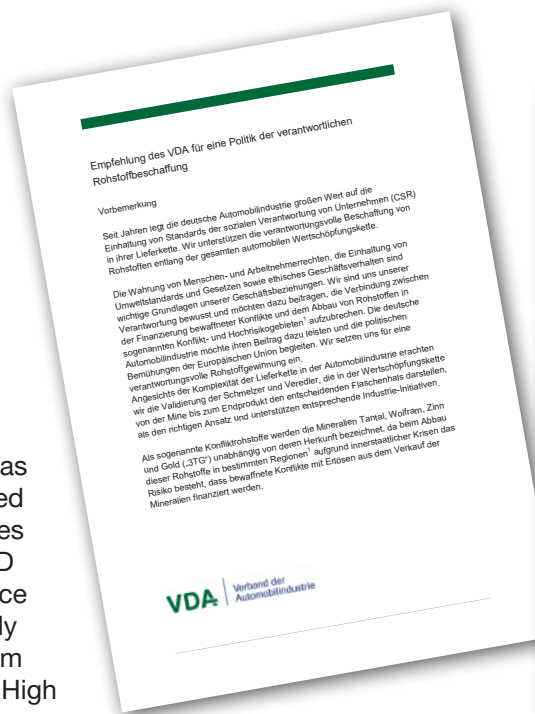 Empfehlung des VDA für eine Politik der verantwortlichen
Rohstoffbeschaffung
Vorbemerkung
Seit Jahren legt die deutsche Automobilindustrie großen Wert auf die
Einhaltung von Standards der sozialen Verantwortung von Unternehmen (CSR)
in ihrer Lieferkette. Wir unterstützen die verantwortungsvolle Beschaffung von
Rohstoffen entlang der gesamten automobilen Wertschöpfungskette.
Die Wahrung von Menschen- und Arbeitnehmerrechten, die Einhaltung von
Umweltstandards und Gesetzen sowie ethisches Geschäftsverhalten sind
wichtige Grundlagen unserer Geschäftsbeziehungen. Wir sind uns unserer
Verantwortung bewusst und möchten dazu beitragen, die Verbindung zwischen
der Finanzierung bewaffneter Konflikte und dem Abbau von Rohstoffen in
sogenannten Konflikt- und Hochrisikogebieten¹ aufzubrechen. Die deutsche
Automobilindustrie möchte ihren Beitrag dazu leisten und die politischen
Bemühungen der Europäischen Union begleiten. Wir setzen uns für eine
verantwortungsvolle Rohstoffgewinnung ein.
Angesichts der Komplexität der Lieferkette in der Automobilindustrie erachten
wir die Validierung der Schmelzer und Veredler, die in der Wertschöpfungskette
von der Mine bis zum Endprodukt den entscheidenden Flaschenhals darstellen,
als den richtigen Ansatz und unterstützen entsprechende Industrie-Initiativen.
Als sogenannte Konfliktrohstoffe werden die Mineralien Tantal, Wolfram, Zinn
und Gold („3TG“) unabhängig von deren Herkunft bezeichnet, da beim Abbau
dieser Rohstoffe in bestimmten Regionen¹ aufgrund innerstaatlicher Krisen das
Risiko besteht, dass bewaffnete Konflikte mit Erlösen aus dem Verkauf der
Mineralien finanziert werden.
VDA
Verband der
Automobilindustrie
as
ed
es
D
ce
ly
m
High